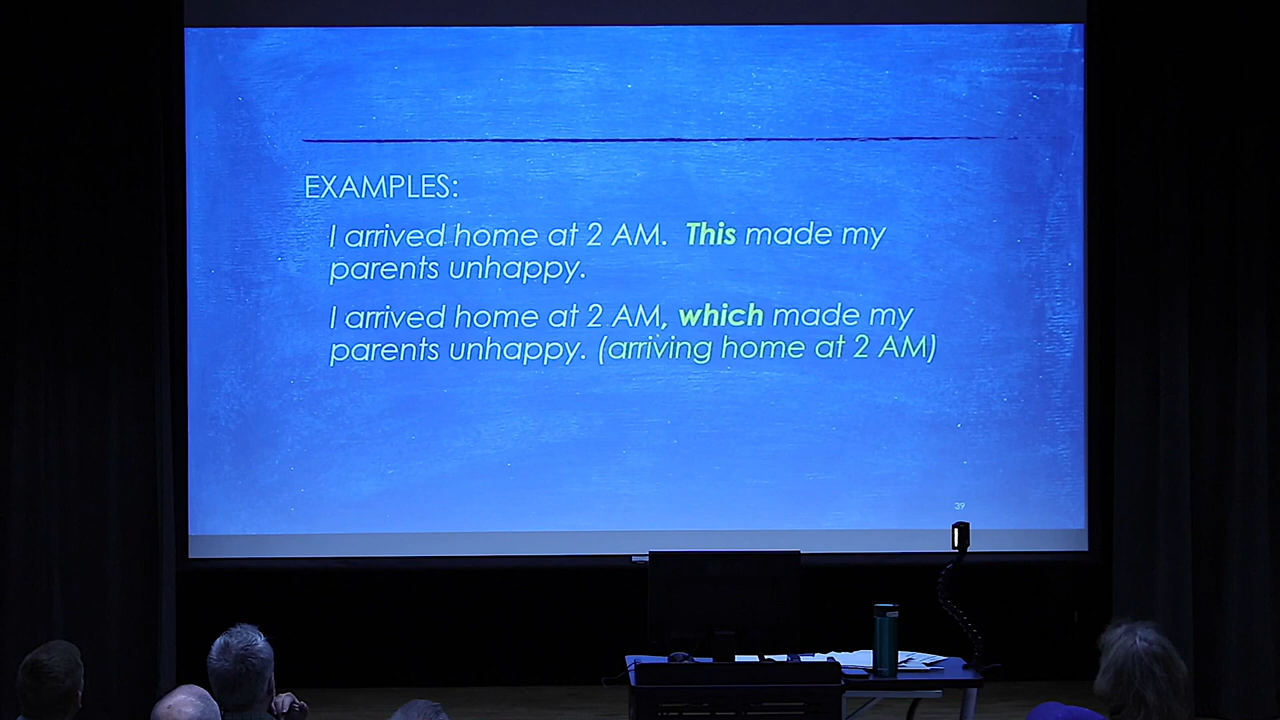 EXAMPLES:
I arrived home at 2 AM. This made my
parents unhappy.
I arrived home at 2 AM, which made my
parents unhappy. (arriving home at 2 AM)
39